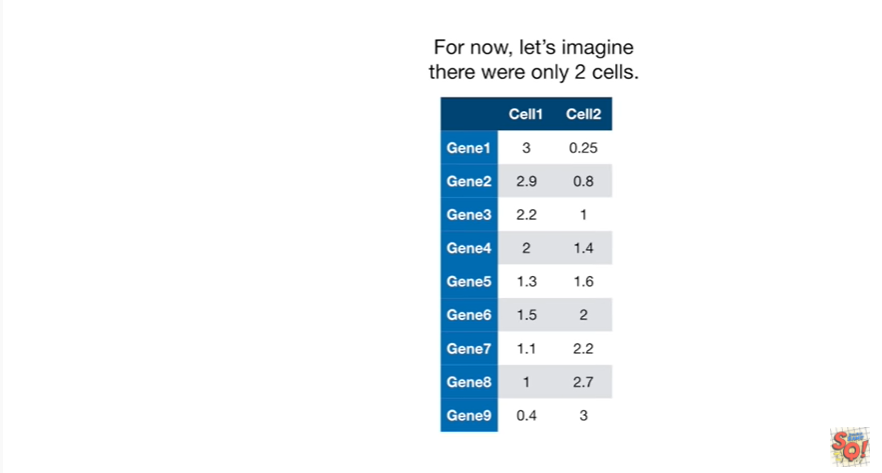 For now, let's imagine
there were only 2 cells.
Cell1 Cell2
Gene1 3 0.25
Gene2 2.9 0.8
Gene3 2.2 1
Gene4 2 1.4
Gene5 1.3 1.6
Gene6 1.5 2
Gene7 1.1 2.2
Gene8 1 2.7
Gene9 0.4 3
SQ!